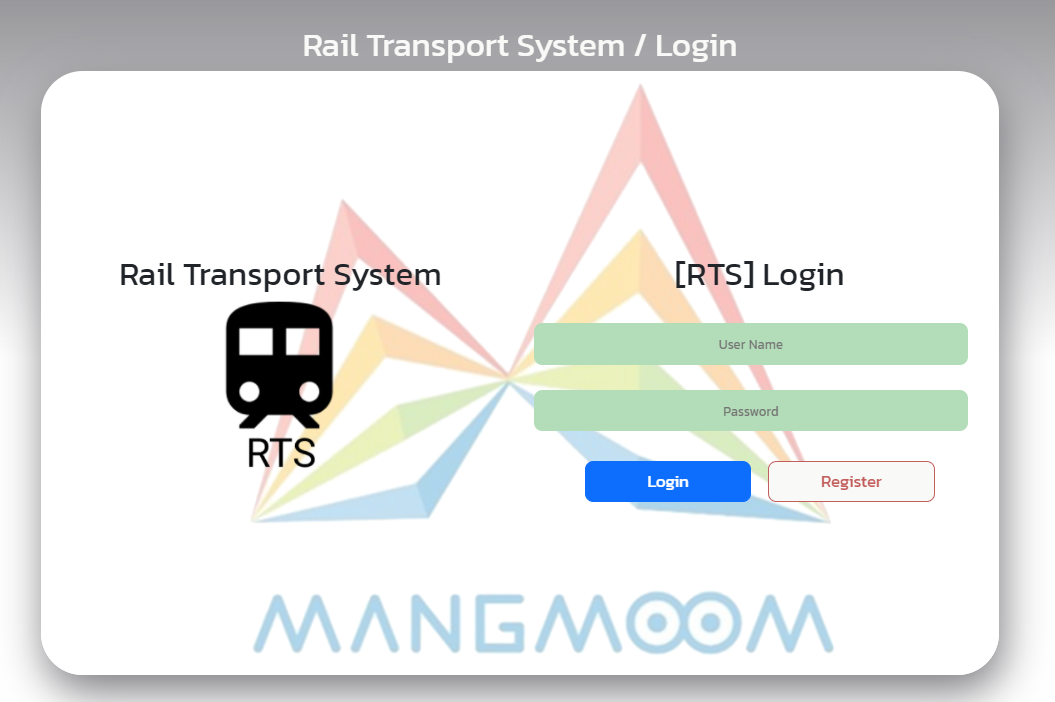 Rail Transport System / Login
Rail Transport System
RTS
[RTS] Login
User Name
Password
Login
Register
MANGMOOM